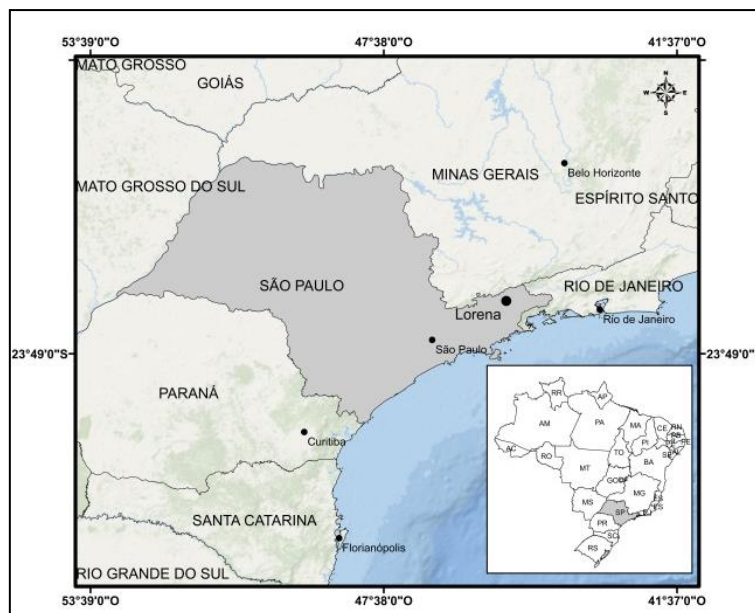 53°39'0"O 47°38'0"O 41°37'0"O
MATO GROSSO
GOIÁS
N
W E
S
MINAS GERAIS
Belo Horizonte
MATO GROSSO DO SUL
ESPÍRITO SANTO
SÃO PAULO
RIO DE JANEIRO
Lorena
Rio de Janeiro
São Paulo
23°49'0"S 23°49'0"S
PARANÁ
Curitiba
SANTA CATARINA
Florianópolis
RIO GRANDE DO SUL
RR AP
AM PA MA CE RN
PI PE
AC RO TO SE
MT BA
GO
MS MG
ES
SP
PR
SC
RS
53°39'0"O 47°38'0"O 41°37'0"O